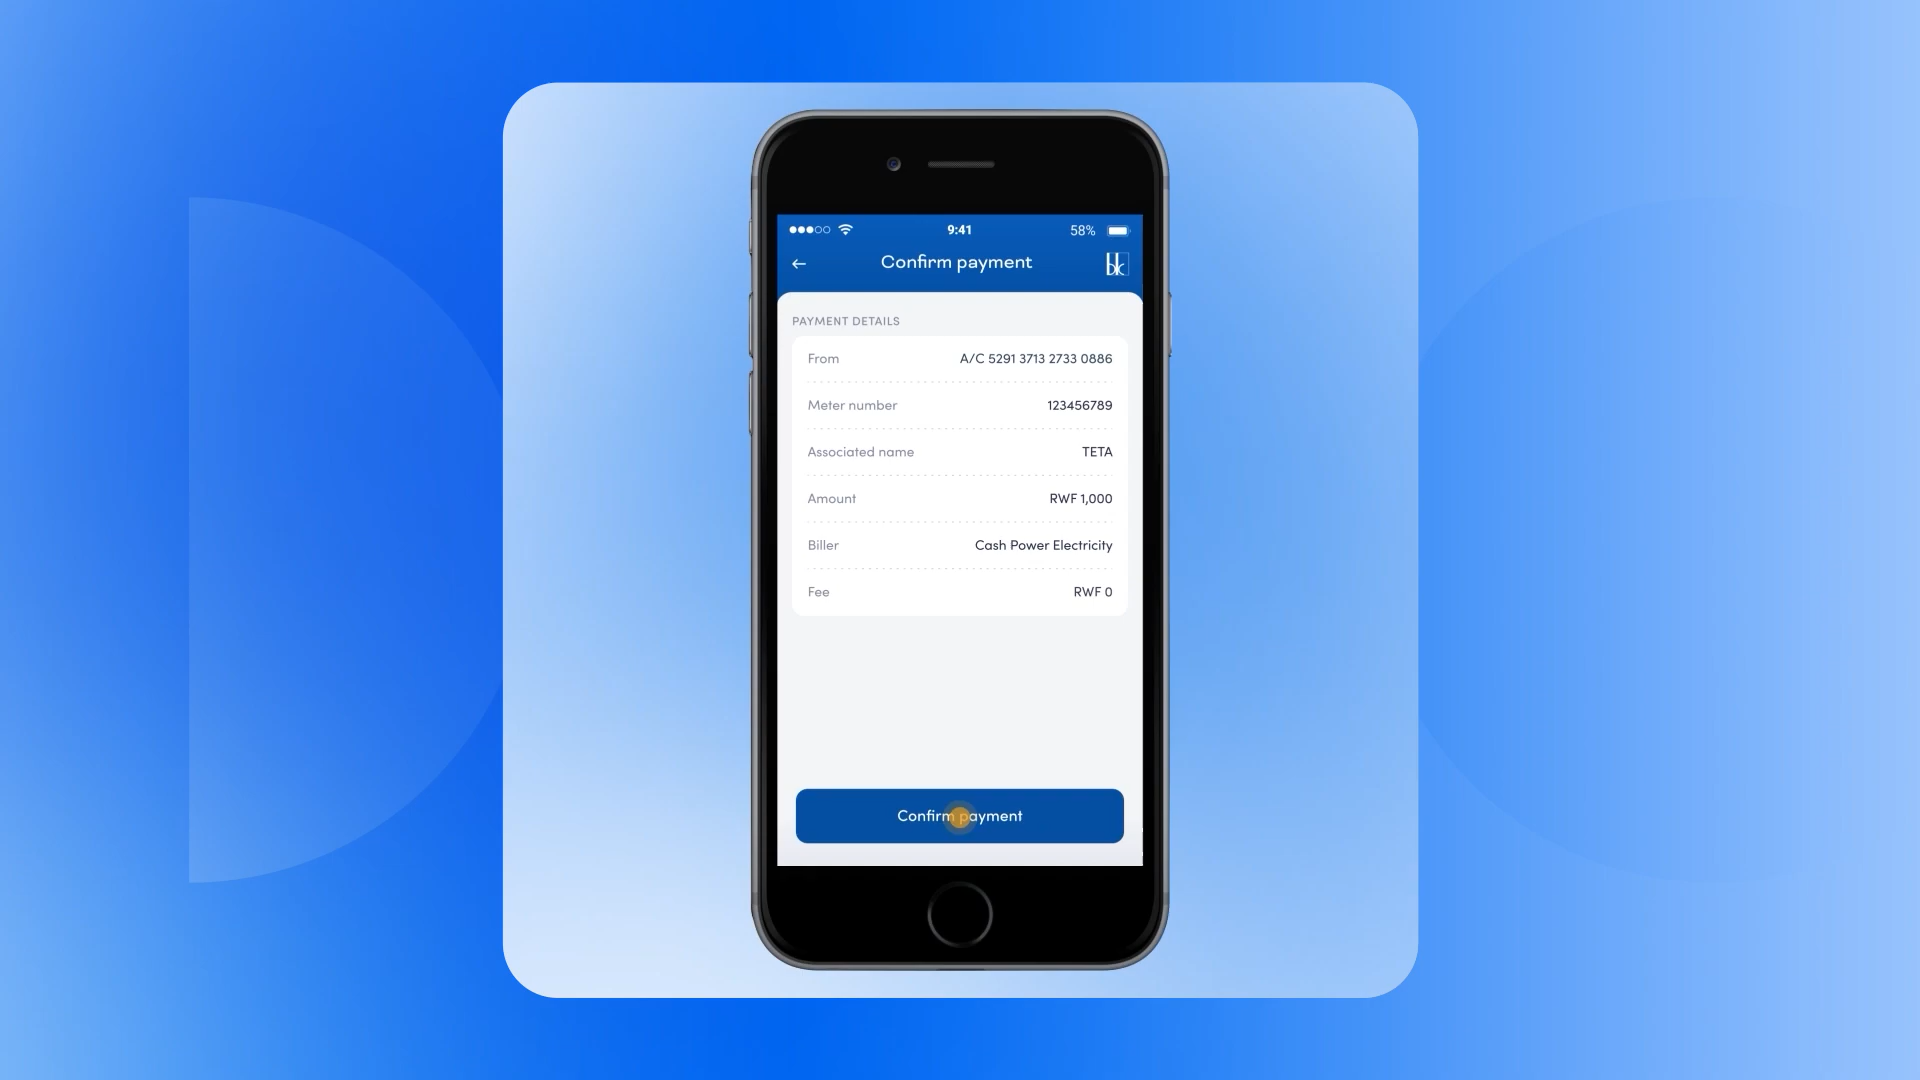 9:41 58%
Confirm payment
bk
PAYMENT DETAILS
From A/C 5291 3713 2733 0886
Meter number 123456789
Associated name TETA
Amount RWF 1,000
Biller Cash Power Electricity
Fee RWF 0
Confirm payment